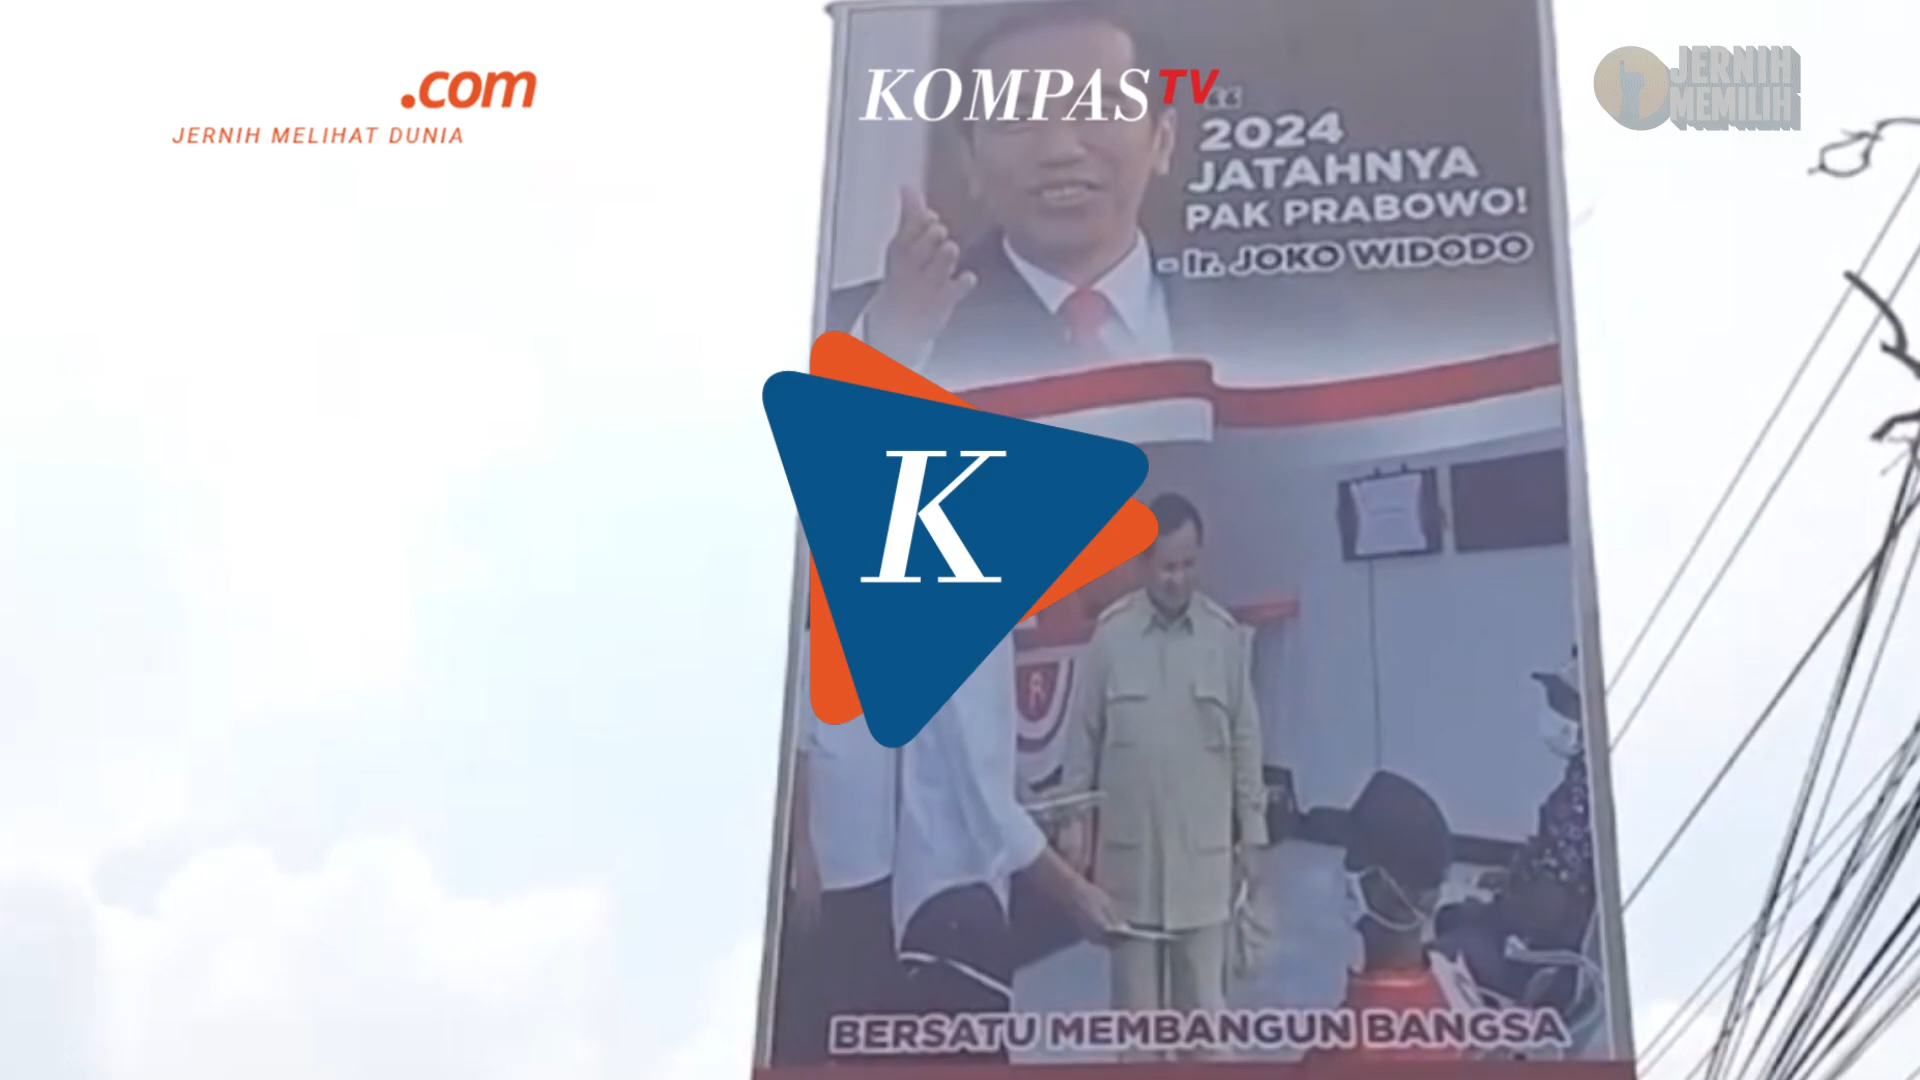 .com
JERNIH MELIHAT DUNIA
KOMPAS TV
JERNIH
MEMILIH
“
2024
JATAHNYA
PAK PRABOWO!
- Ir. JOKO WIDODO
K
R
BERSATU MEMBANGUN BANGSA